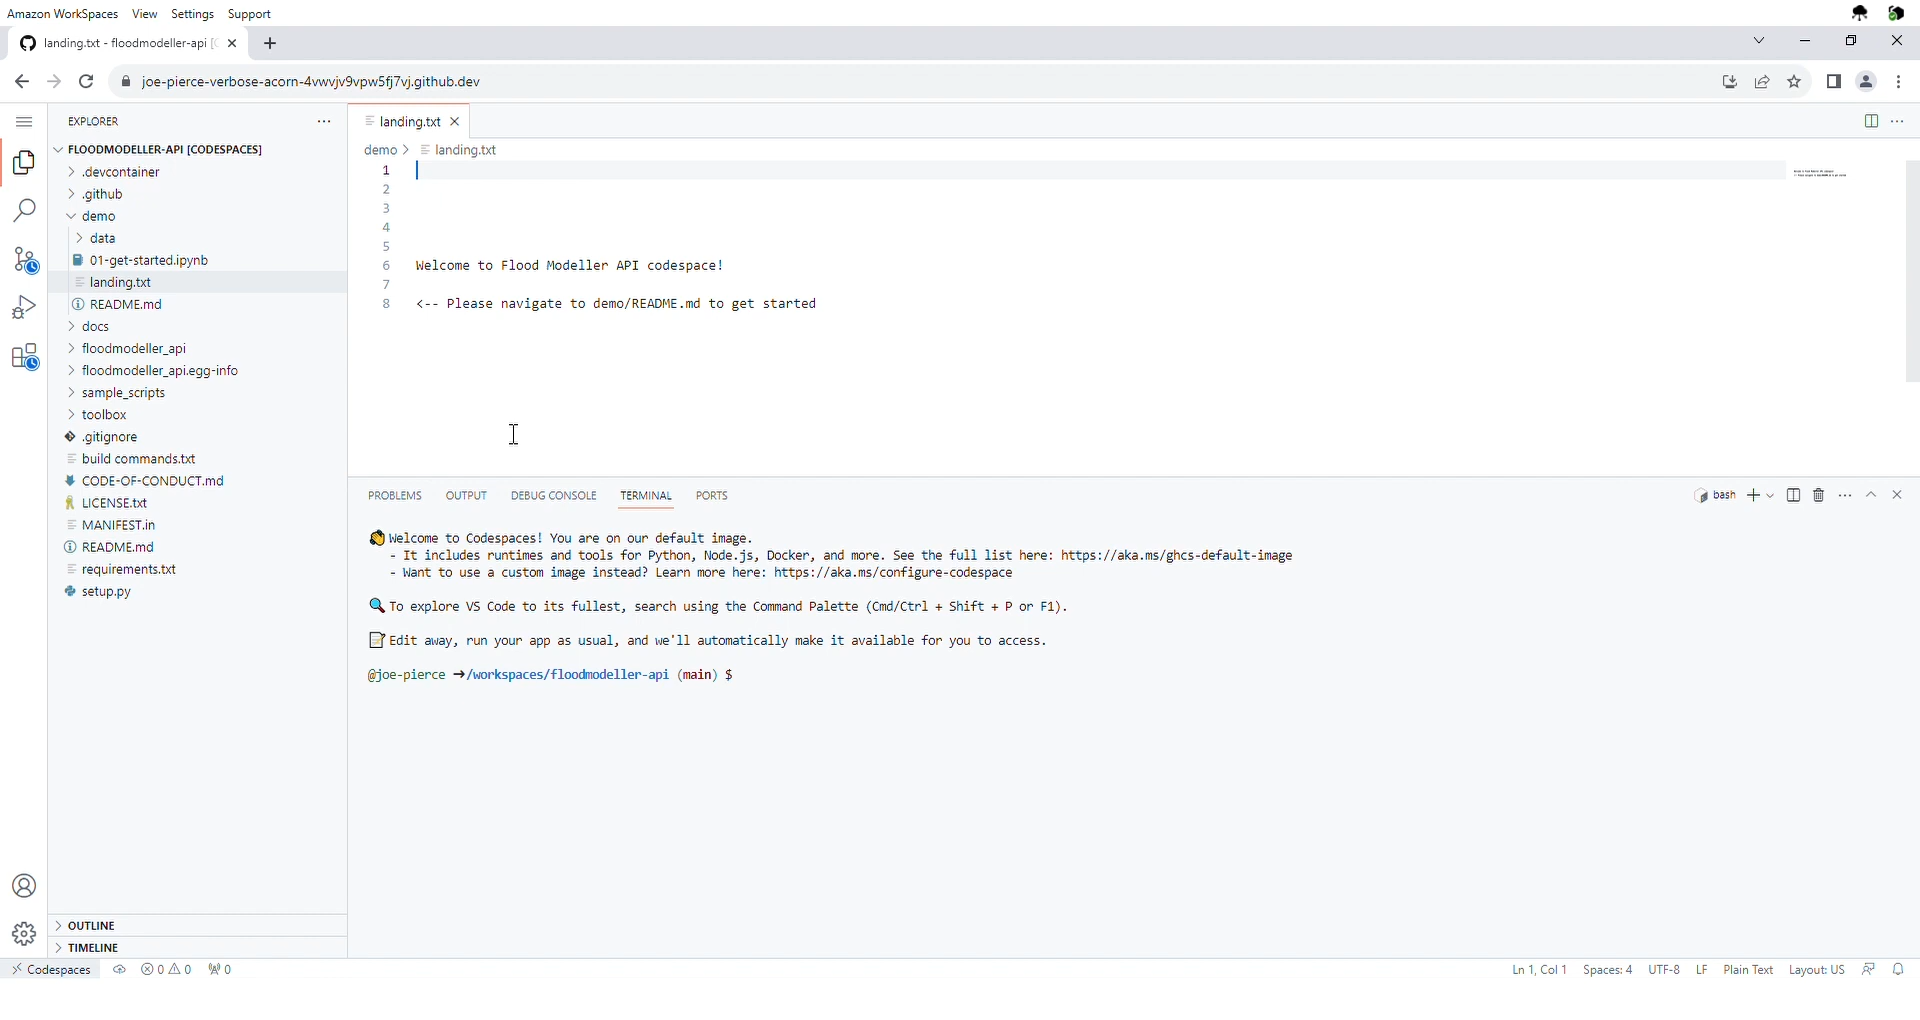 Amazon WorkSpaces View Settings Support
landing.txt - floodmodeller-api [C
joe-pierce-verbose-acorn-4vwvjv9vpw5fj7vj.github.dev
EXPLORER
FLOODMODELLER-API [CODESPACES]
.devcontainer
.github
demo
data
01-get-started.ipynb
landing.txt
README.md
docs
floodmodeller_api
floodmodeller_api.egg-info
sample_scripts
toolbox
.gitignore
build commands.txt
CODE-OF-CONDUCT.md
LICENSE.txt
MANIFEST.in
README.md
requirements.txt
setup.py
OUTLINE
TIMELINE
landing.txt
demo > landing.txt
1
2
3
4
5
6 Welcome to Flood Modeller API codespace!
7
8 <-- Please navigate to demo/README.md to get started
PROBLEMS OUTPUT DEBUG CONSOLE TERMINAL PORTS
bash
Welcome to Codespaces! You are on our default image.
- It includes runtimes and tools for Python, Node.js, Docker, and more. See the full list here: https://aka.ms/ghcs-default-image
- Want to use a custom image instead? Learn more here: https://aka.ms/configure-codespace
To explore VS Code to its fullest, search using the Command Palette (Cmd/Ctrl + Shift + P or F1).
Edit away, run your app as usual, and we'll automatically make it available for you to access.
@joe-pierce ➜/workspaces/floodmodeller-api (main) $
Codespaces 0 0 0
Ln 1, Col 1 Spaces: 4 UTF-8 LF Plain Text Layout: US